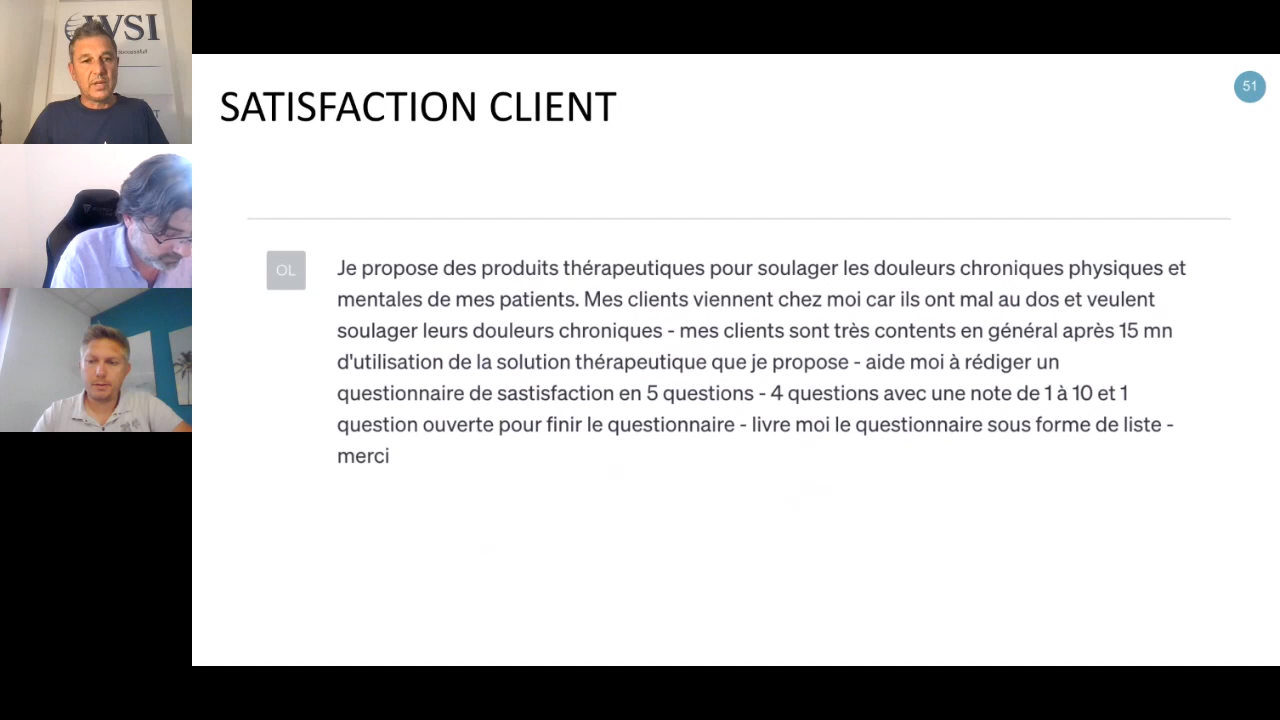 WSI
SATISFACTION CLIENT
51
OL
Je propose des produits thérapeutiques pour soulager les douleurs chroniques physiques et
mentales de mes patients. Mes clients viennent chez moi car ils ont mal au dos et veulent
soulager leurs douleurs chroniques - mes clients sont très contents en général après 15 mn
d'utilisation de la solution thérapeutique que je propose - aide moi à rédiger un
questionnaire de sastisfaction en 5 questions - 4 questions avec une note de 1 à 10 et 1
question ouverte pour finir le questionnaire - livre moi le questionnaire sous forme de liste -
merci